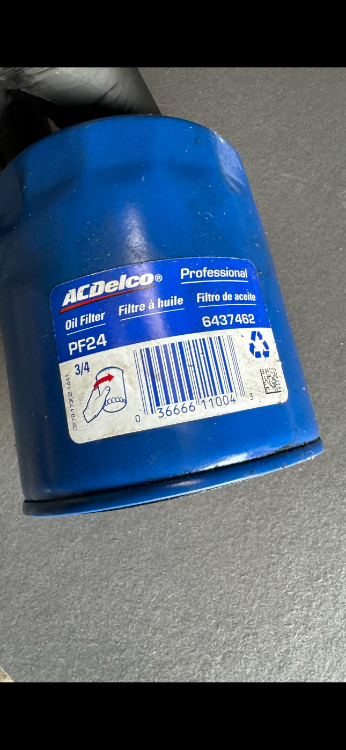 ACDelco® Professional
Oil Filter Filtre à huile Filtro de aceite
PF24 6437462
3/4
0 36666 11004